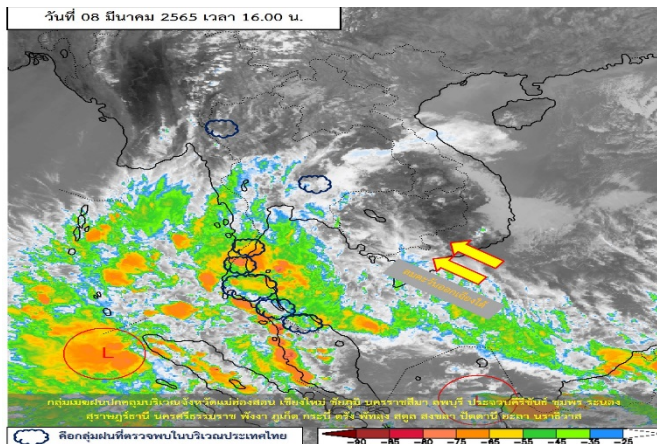 วันที่ 08 มีนาคม 2565 เวลา 16.00 น.
L
กลุ่มเมฆฝนปกคลุมบริเวณจังหวัดแม่ฮ่องสอน เชียงใหม่ ชัยภูมิ นครราชสีมา ลพบุรี ประจวบคีรีขันธ์ ชุมพร ระนอง
สุราษฎร์ธานี นครศรีธรรมราช พังงา ภูเก็ต กระบี่ ตรัง พัทลุง สตูล สงขลา ปัตตานี ยะลา นราธิวาส
คือกลุ่มฝนที่ตรวจพบในบริเวณประเทศไทย
-90 -85 -80 -75 -65 -55 -45 -35 -25